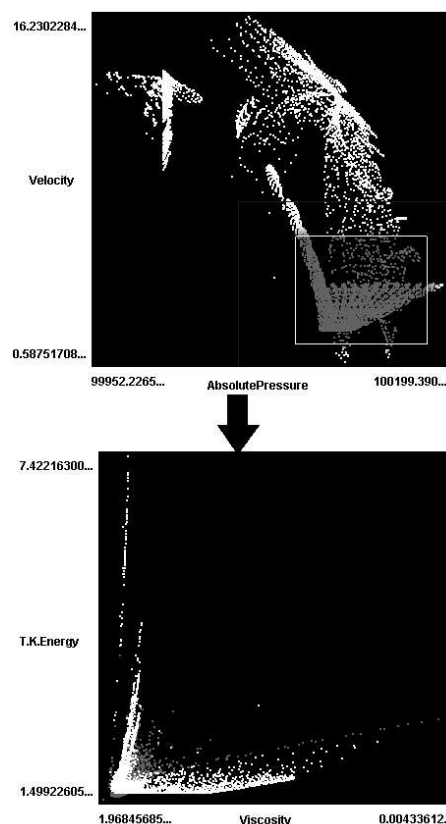 16.2302284...
Velocity
0.58751708...
99952.2265... AbsolutePressure 100199.390...
7.42216300...
T.K.Energy
1.49922605...
1.96845685... Viscosity 0.00433612.